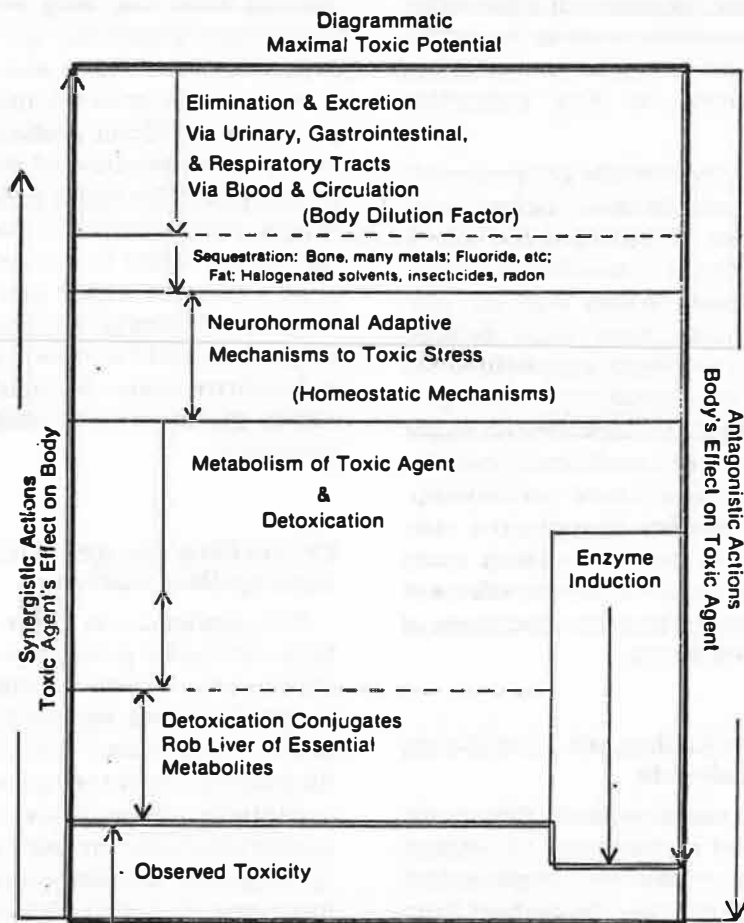 Diagrammatic
Maximal Toxic Potential
Elimination & Excretion
Via Urinary, Gastrointestinal,
& Respiratory Tracts
Via Blood & Circulation
(Body Dilution Factor)
Sequestration: Bone, many metals; Fluoride, etc;
Fat: Halogenated solvents, insecticides, radon
Neurohormonal Adaptive
Mechanisms to Toxic Stress
(Homeostatic Mechanisms)
Metabolism of Toxic Agent
&
Detoxication
Enzyme
Induction
Detoxication Conjugates
Rob Liver of Essential
Metabolites
Observed Toxicity
Synergistic Actions
Toxic Agent's Effect on Body
Antagonistic Actions
Body's Effect on Toxic Agent